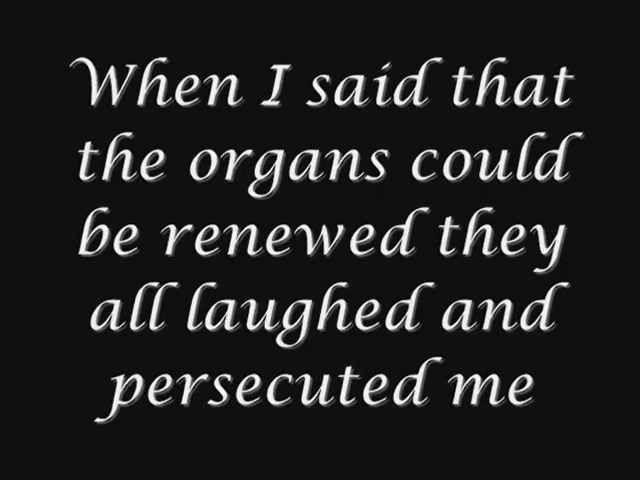 When I said that
the organs could
be renewed they
all laughed and
persecuted me